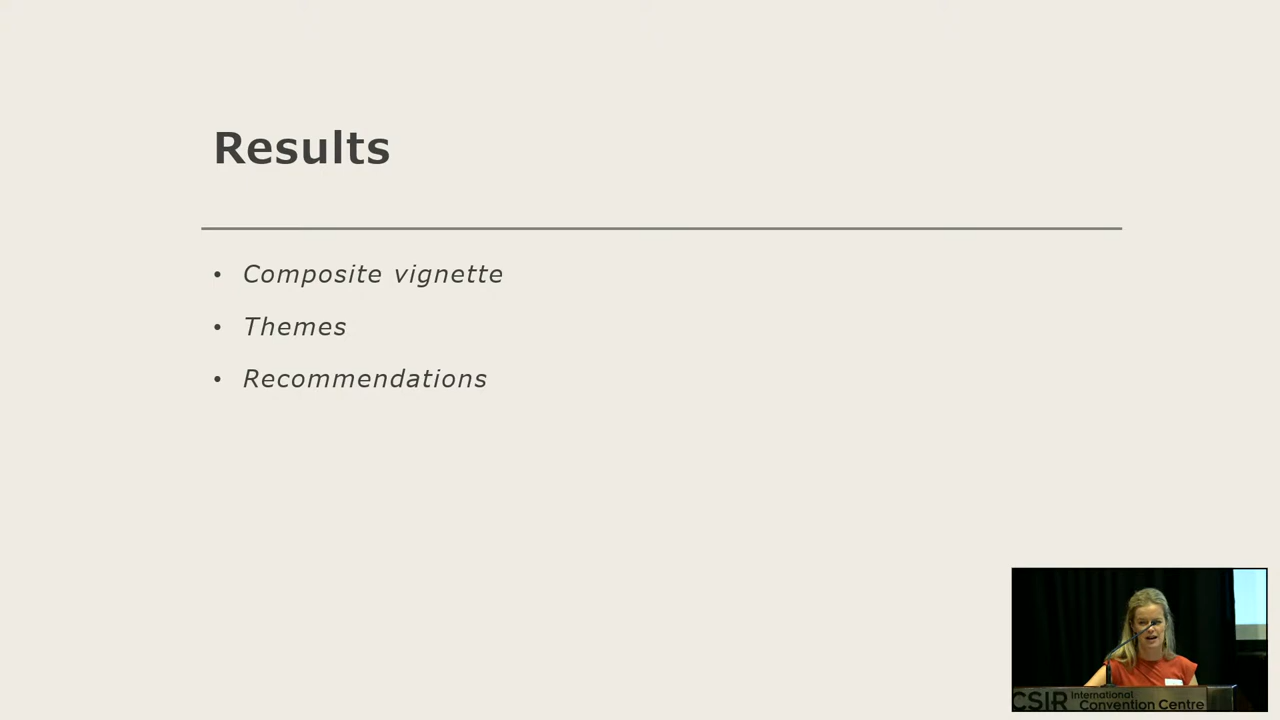 Results
• Composite vignette
• Themes
• Recommendations
CSIR International
Convention Centre